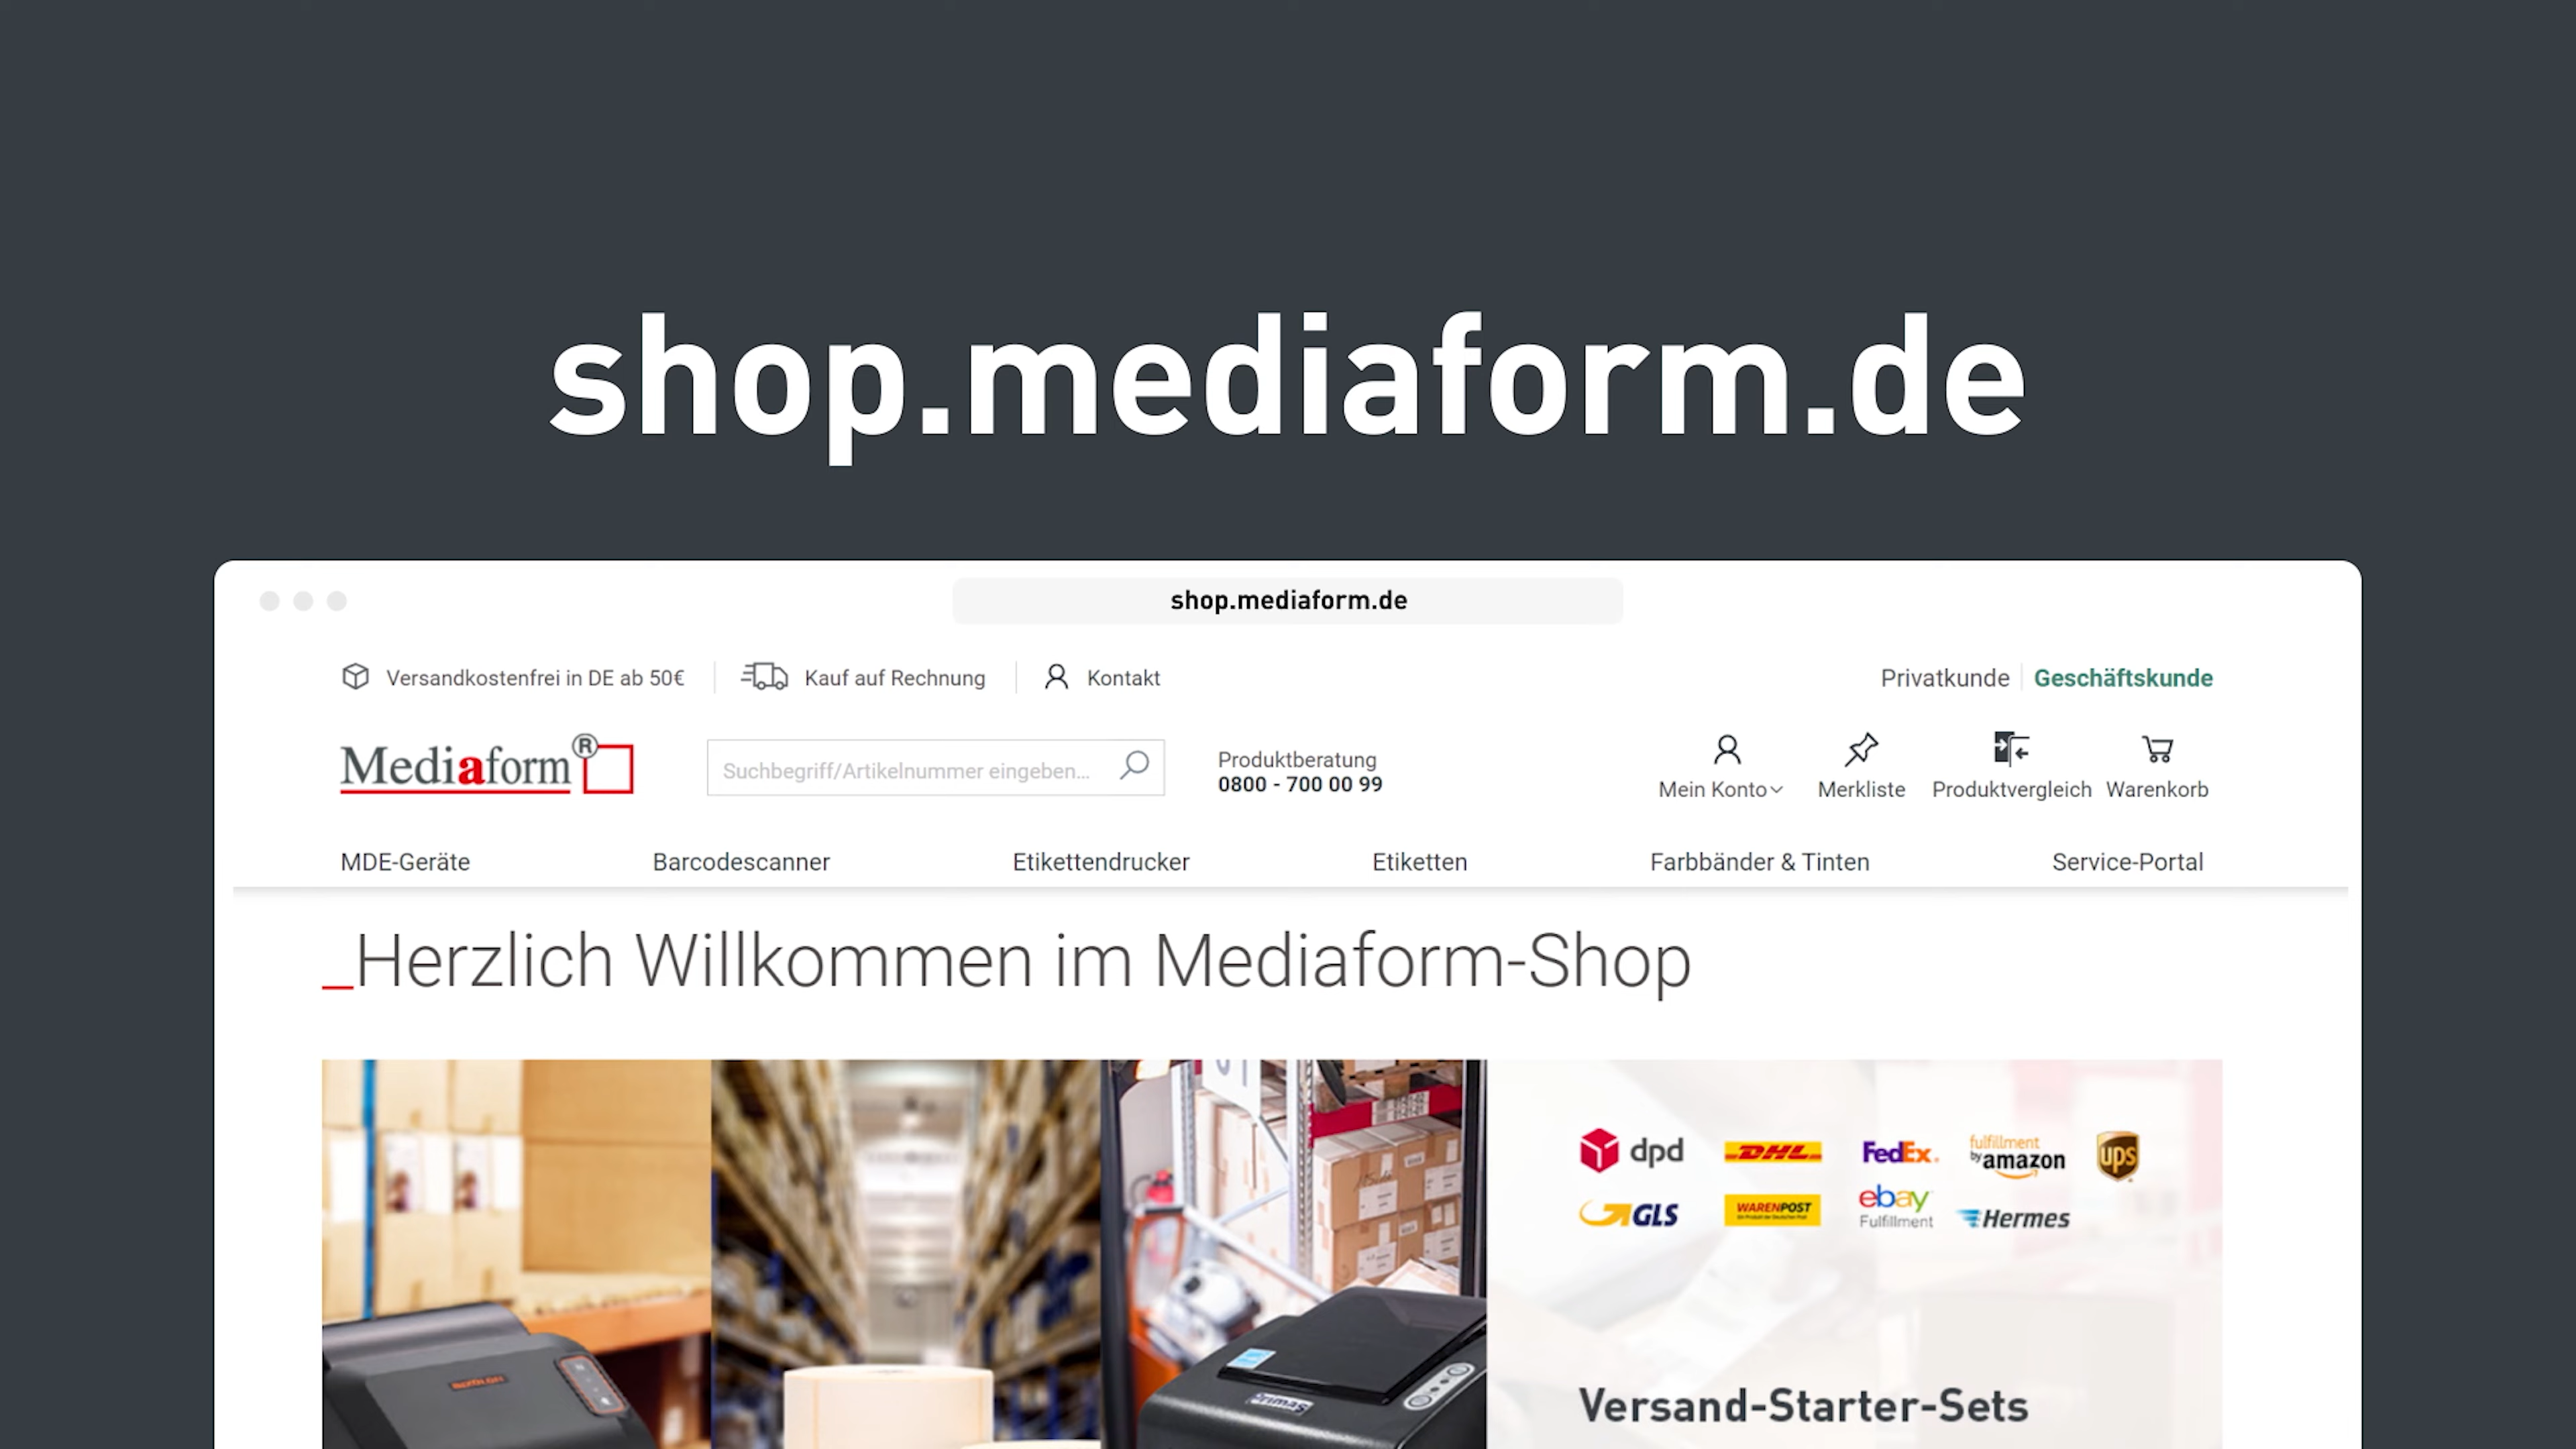 shop.mediaform.de
shop.mediaform.de
Versandkostenfrei in DE ab 50€
Kauf auf Rechnung
Kontakt
Privatkunde
Geschäftskunde
Mediaform®
Suchbegriff/Artikelnummer eingeben...
Produktberatung
0800 - 700 00 99
Mein Konto
Merkliste
Produktvergleich
Warenkorb
MDE-Geräte
Barcodescanner
Etikettendrucker
Etiketten
Farbbänder & Tinten
Service-Portal
_Herzlich Willkommen im Mediaform-Shop
dpd
DHL
FedEx
fulfillment
by amazon
ups
GLS
WARENPOST
ebay
Fulfillment
Hermes
BIXOLON
Versand-Starter-Sets